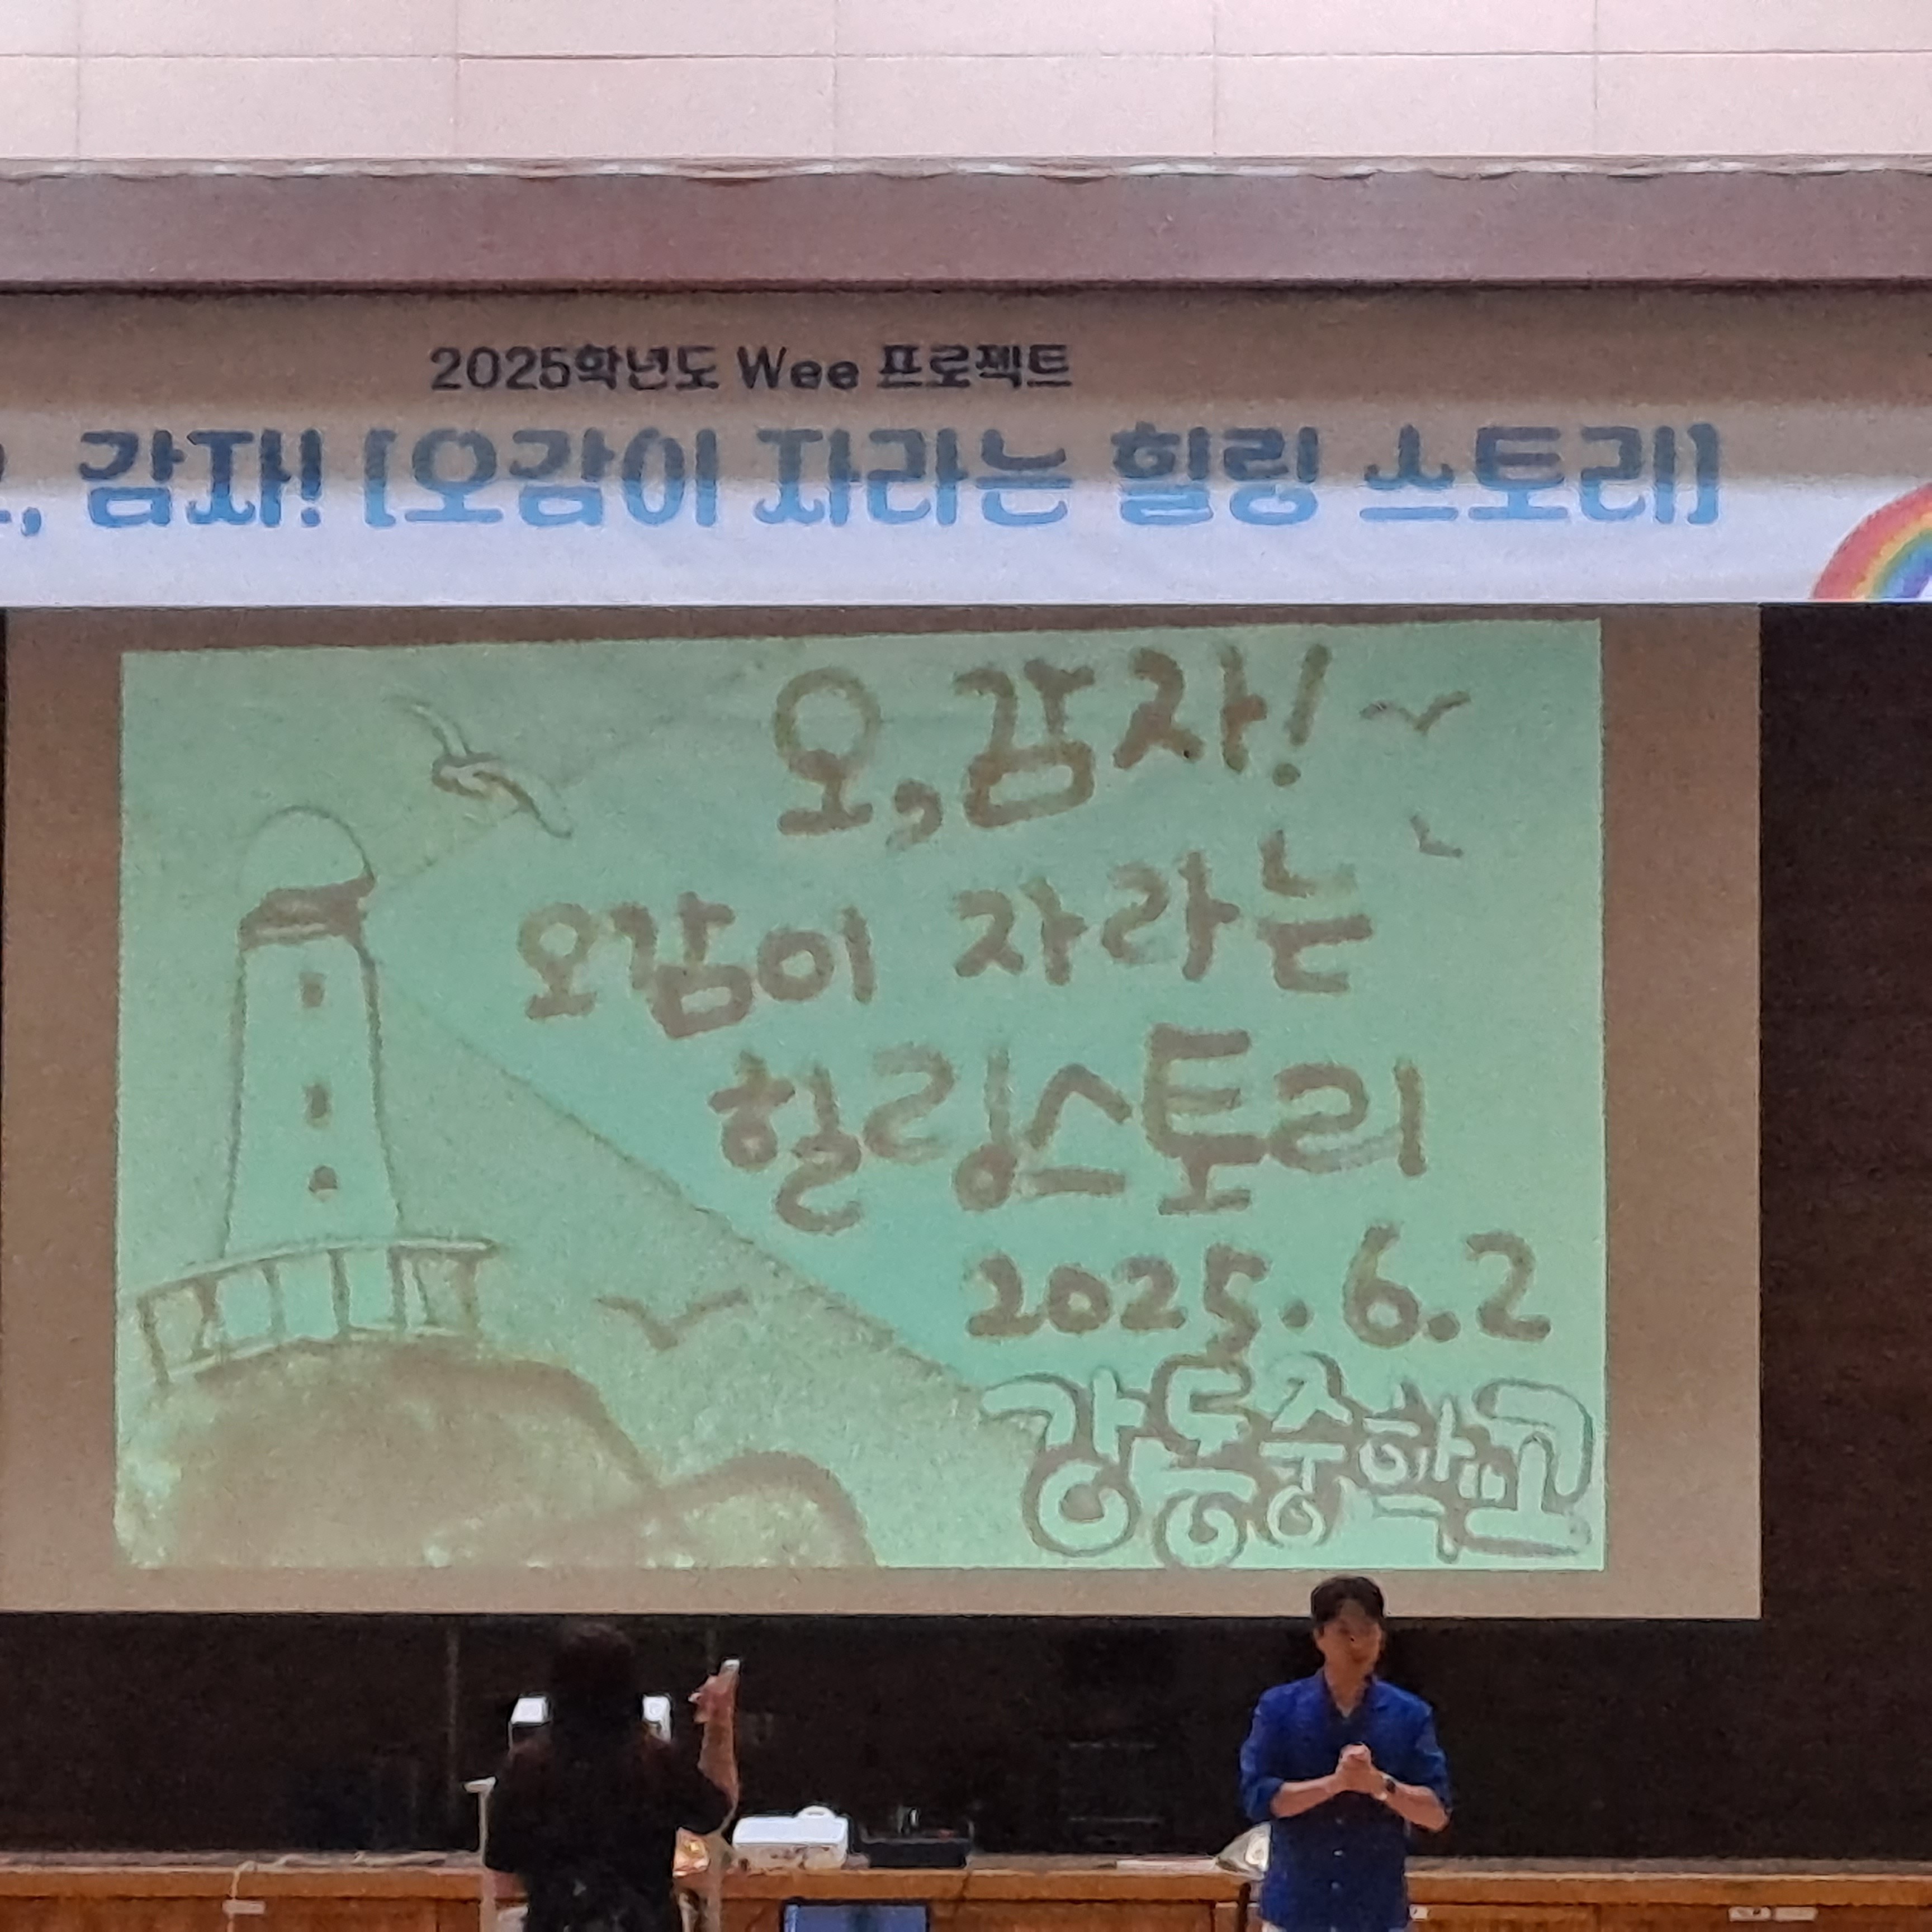 2025학년도 Wee 프로젝트
, 감자! [오감이 자라는 힐링 스토리]
오, 감자!
오감이 자라는
힐링스토리
2025. 6. 2
강동중학교